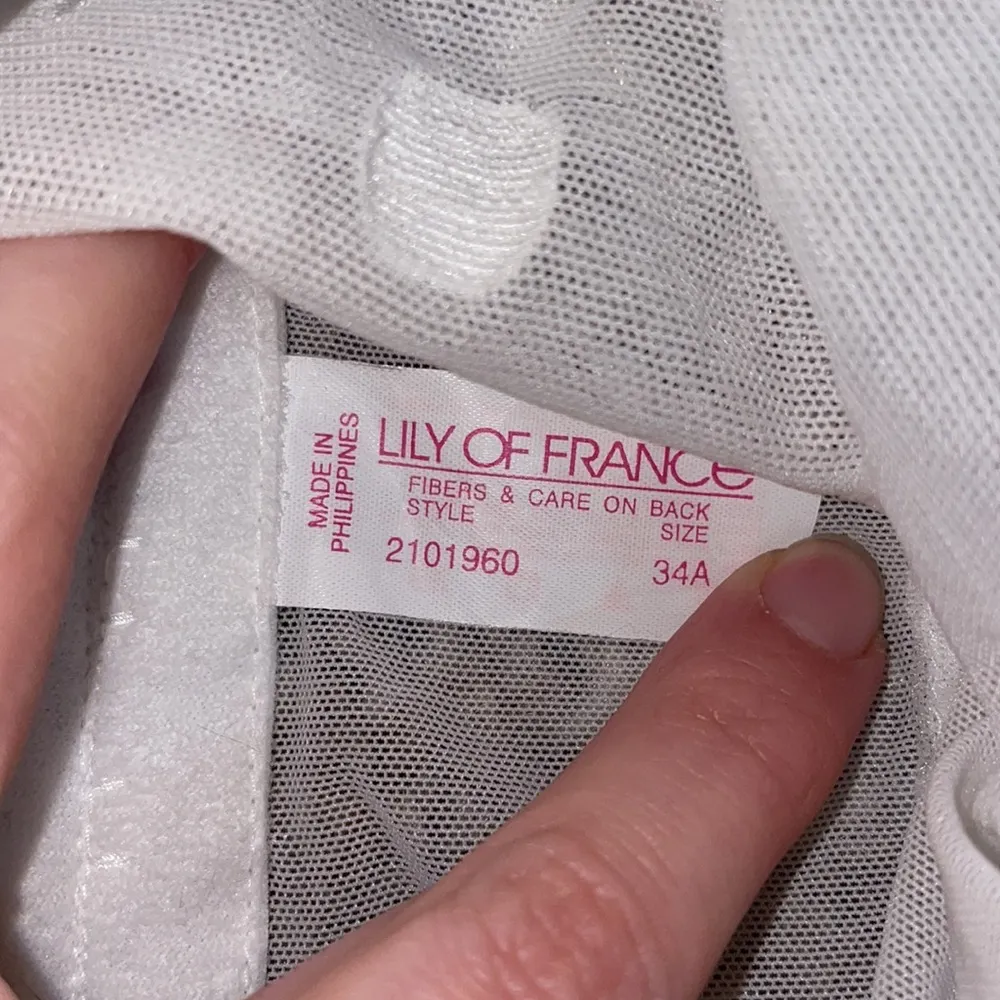 MADE IN
PHILIPPINES
LILY OF FRANCE
FIBERS & CARE ON BACK
STYLE SIZE
2101960 34A